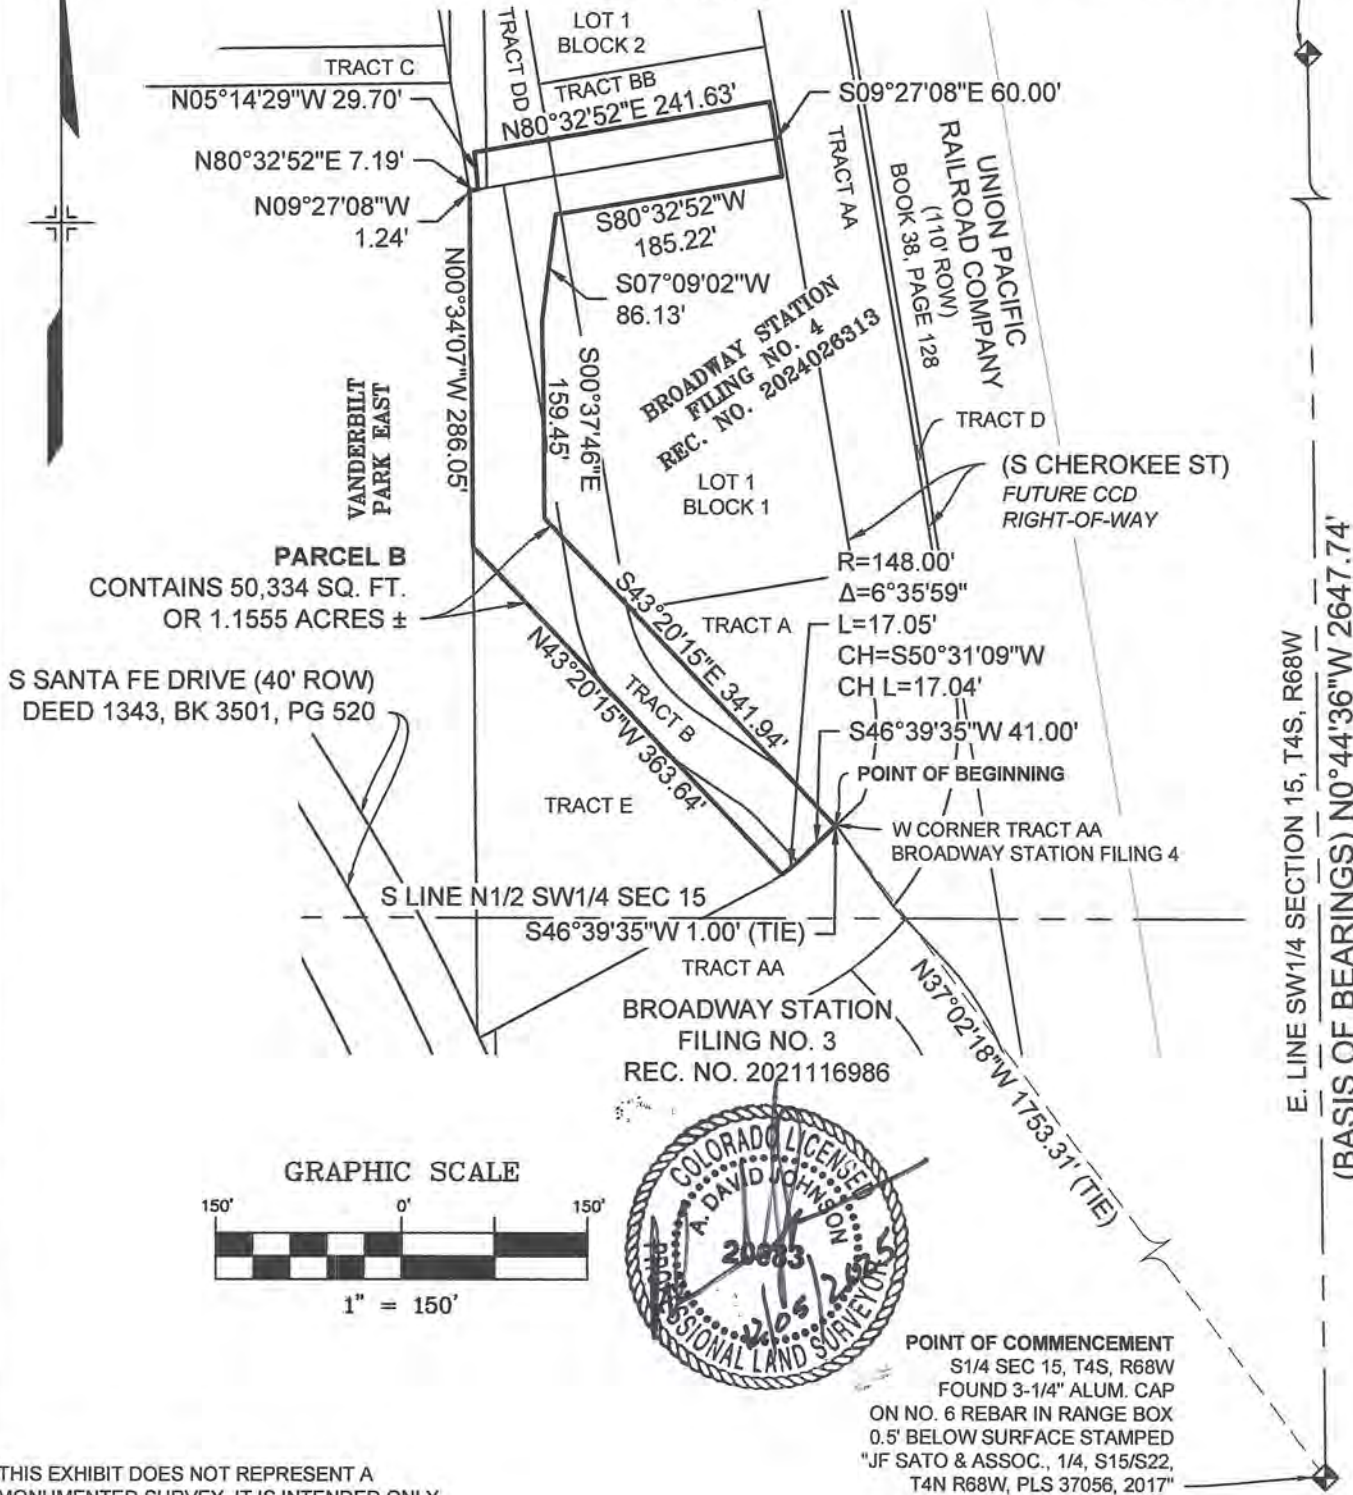 LOT 1
BLOCK 2
TRACT DD
TRACT C
TRACT BB
N05°14'29"W 29.70'
N80°32'52"E 241.63'
S09°27'08"E 60.00'
N80°32'52"E 7.19'
N09°27'08"W
1.24'
S80°32'52"W
185.22'
S07°09'02"W
86.13'
TRACT AA
UNION PACIFIC
RAILROAD COMPANY
(110' ROW)
BOOK 38, PAGE 128
N00°34'07"W 286.05'
S00°37'46"E
159.45'
BROADWAY STATION
FILING NO. 4
REC. NO. 2024026313
VANDERBILT
PARK EAST
TRACT D
LOT 1
BLOCK 1
(S CHEROKEE ST)
FUTURE CCD
RIGHT-OF-WAY
PARCEL B
CONTAINS 50,334 SQ. FT.
OR 1.1555 ACRES ±
R=148.00'
Δ=6°35'59"
L=17.05'
CH=S50°31'09"W
CH L=17.04'
S43°20'15"E 341.94'
TRACT A
N43°20'15"W 363.64'
TRACT B
S SANTA FE DRIVE (40' ROW)
DEED 1343, BK 3501, PG 520
S46°39'35"W 41.00'
POINT OF BEGINNING
TRACT E
W CORNER TRACT AA
BROADWAY STATION FILING 4
S LINE N1/2 SW1/4 SEC 15
S46°39'35"W 1.00' (TIE)
TRACT AA
BROADWAY STATION
FILING NO. 3
REC. NO. 2021116986
N37°02'18"W 1753.31' (TIE)
E. LINE SW1/4 SECTION 15, T4S, R68W
(BASIS OF BEARINGS) N0°44'36"W 2647.74'
GRAPHIC SCALE
150' 0' 150'
1" = 150'
COLORADO LICENSED
A. DAVID JOHNSON
20683
12.05.2025
PROFESSIONAL LAND SURVEYOR
POINT OF COMMENCEMENT
S1/4 SEC 15, T4S, R68W
FOUND 3-1/4" ALUM. CAP
ON NO. 6 REBAR IN RANGE BOX
0.5' BELOW SURFACE STAMPED
"JF SATO & ASSOC., 1/4, S15/S22,
T4N R68W, PLS 37056, 2017"
THIS EXHIBIT DOES NOT REPRESENT A
MONUMENTED SURVEY. IT IS INTENDED ONLY